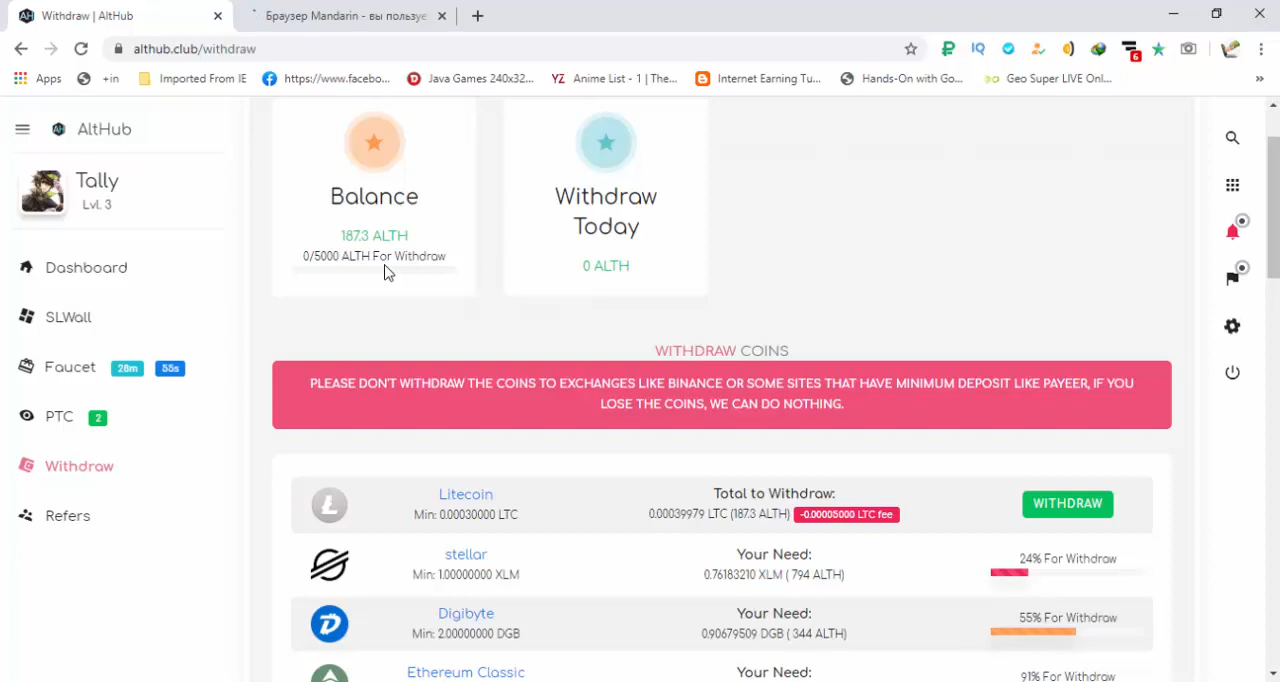 Withdraw | AltHub
Браузер Mandarin - вы пользуе
althub.club/withdraw
6
Apps
+in
Imported From IE
https://www.facebo...
Java Games 240x32...
Anime List - 1 | The...
Internet Earning Tu...
Hands-On with Go...
Geo Super LIVE Onl...
»
AltHub
Tally
Lvl. 3
Dashboard
SLWall
Faucet 28m 55s
PTC 2
Withdraw
Refers
Balance
187.3 ALTH
0/5000 ALTH For Withdraw
Withdraw
Today
0 ALTH
WITHDRAW COINS
PLEASE DON'T WITHDRAW THE COINS TO EXCHANGES LIKE BINANCE OR SOME SITES THAT HAVE MINIMUM DEPOSIT LIKE PAYEER, IF YOU
LOSE THE COINS, WE CAN DO NOTHING.
Litecoin
Min: 0.00030000 LTC
Total to Withdraw:
0.00039979 LTC (187.3 ALTH) -0.00005000 LTC fee
WITHDRAW
stellar
Min: 1.00000000 XLM
Your Need:
0.76183210 XLM ( 794 ALTH)
24% For Withdraw
Digibyte
Min: 2.00000000 DGB
Your Need:
0.90679509 DGB ( 344 ALTH)
55% For Withdraw
Ethereum Classic
Your Need:
91% For Withdraw